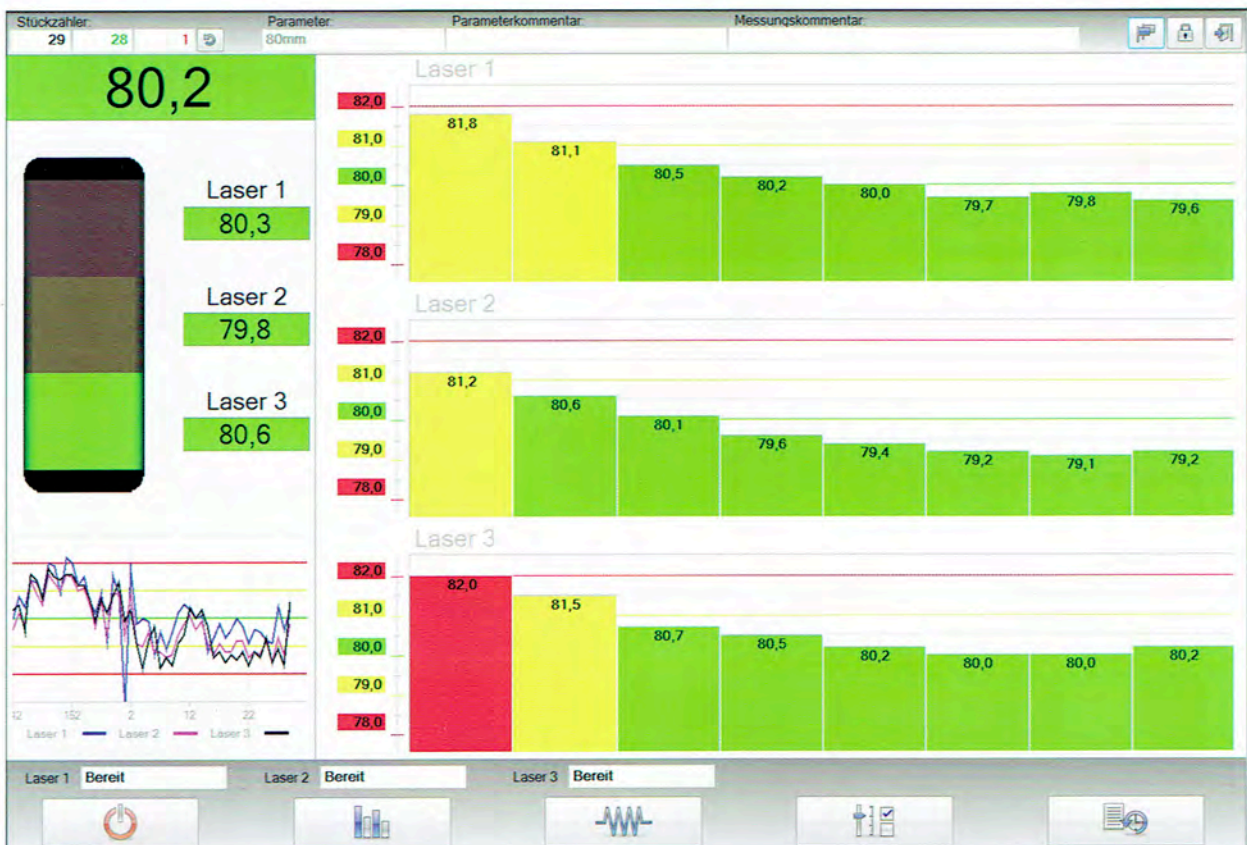 Stückzähler: Parameter: Parameterkommentar: Messungskommentar:
29 28 1 80mm
80,2
Laser 1
80,3
Laser 2
79,8
Laser 3
80,6
Laser 1
82,0
81,0
80,0
79,0
78,0
81,8 81,1 80,5 80,2 80,0 79,7 79,8 79,6
Laser 2
82,0
81,0
80,0
79,0
78,0
81,2 80,6 80,1 79,6 79,4 79,2 79,1 79,2
Laser 3
82,0
81,0
80,0
79,0
78,0
82,0 81,5 80,7 80,5 80,2 80,0 80,0 80,2
152 2 12 22
Laser 1 Laser 2 Laser 3
Laser 1 Bereit Laser 2 Bereit Laser 3 Bereit